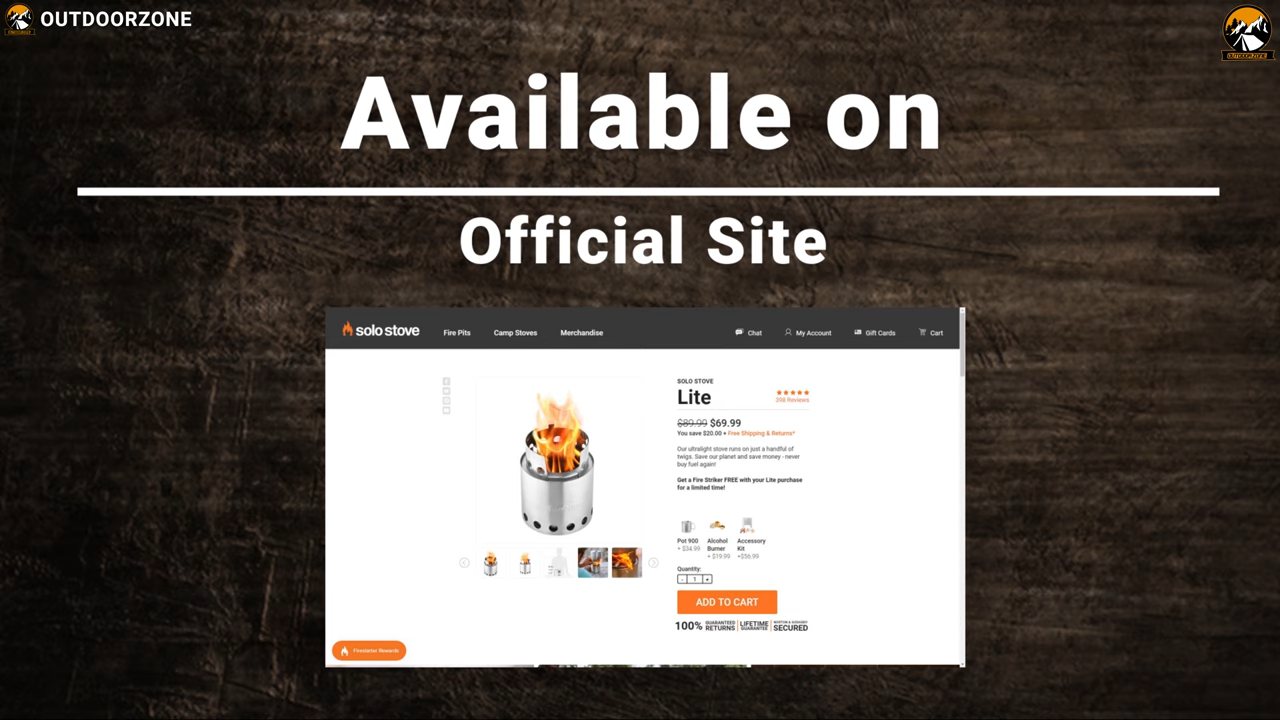 OUTDOORZONE
OUTDOORZONE
Available on
Official Site
solo stove
Fire Pits
Camp Stoves
Merchandise
Chat
My Account
Gift Cards
Cart
SOLO STOVE
Lite
398 Reviews
$89.99 $69.99
You save $20.00 + Free Shipping & Returns*
Our ultralight stove runs on just a handful of
twigs. Save our planet and save money - never
buy fuel again!
Get a Fire Striker FREE with your Lite purchase
for a limited time!
Pot 900
+ $34.99
Alcohol
Burner
+ $19.99
Accessory
Kit
+$56.99
Quantity:
- 1 +
ADD TO CART
100% GUARANTEED
RETURNS
LIFETIME
GUARANTEE
SECURED
Firestarter Rewards